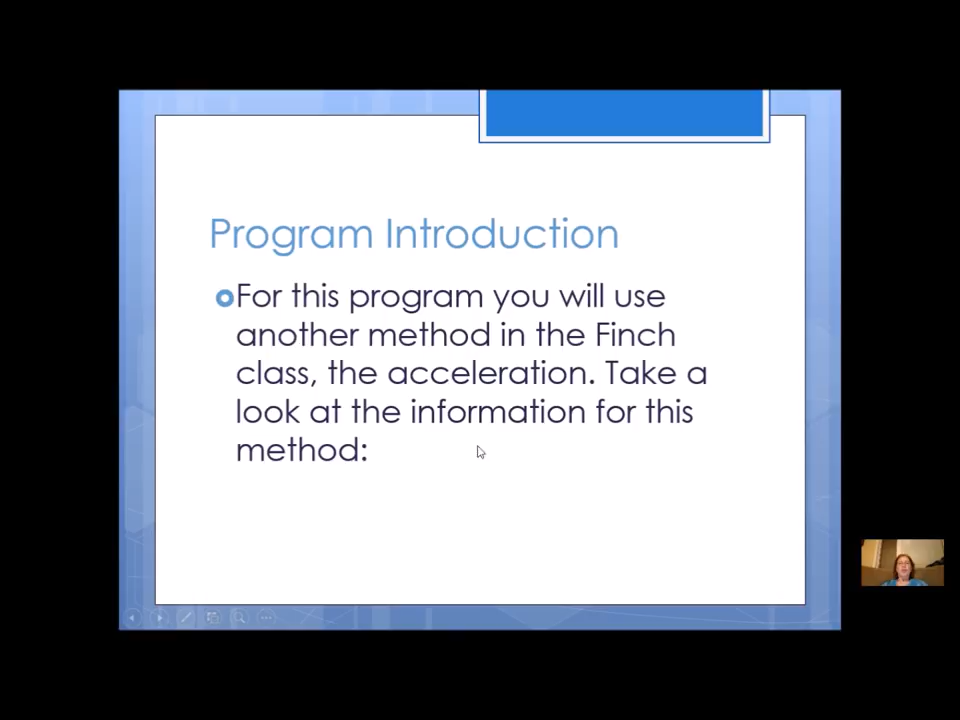 Program Introduction
For this program you will use
another method in the Finch
class, the acceleration. Take a
look at the information for this
method: